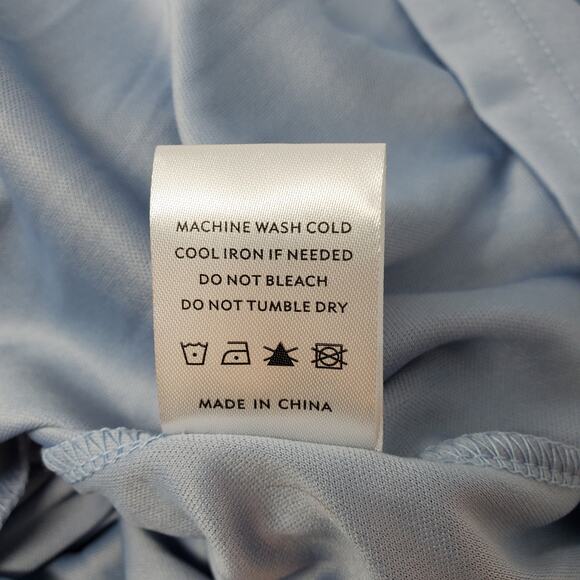 MACHINE WASH COLD
COOL IRON IF NEEDED
DO NOT BLEACH
DO NOT TUMBLE DRY
MADE IN CHINA